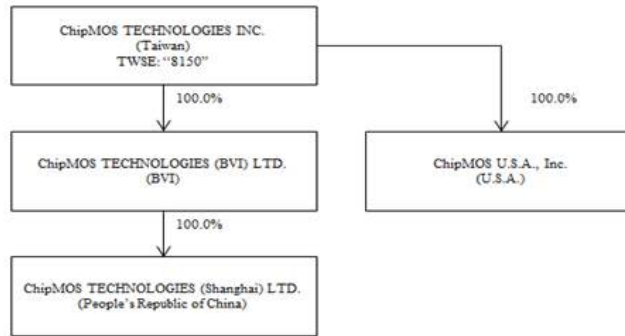 ChipMOS TECHNOLOGIES INC.
(Taiwan)
TWSE: “8150”
100.0%
100.0%
ChipMOS TECHNOLOGIES (BVI) LTD.
(BVI)
ChipMOS U.S.A., Inc.
(U.S.A.)
100.0%
ChipMOS TECHNOLOGIES (Shanghai) LTD.
(People’s Republic of China)